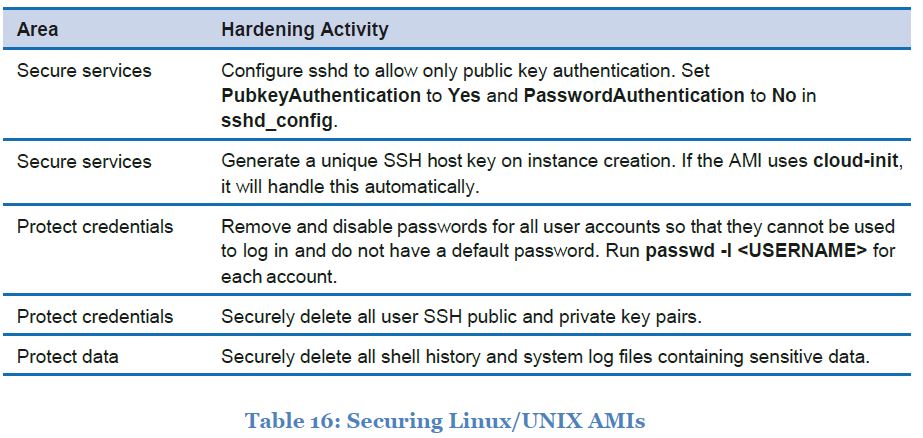 Area Hardening Activity
Secure services Configure sshd to allow only public key authentication. Set
PubkeyAuthentication to Yes and PasswordAuthentication to No in
sshd_config.
Secure services Generate a unique SSH host key on instance creation. If the AMI uses cloud-init,
it will handle this automatically.
Protect credentials Remove and disable passwords for all user accounts so that they cannot be used
to log in and do not have a default password. Run passwd -l <USERNAME> for
each account.
Protect credentials Securely delete all user SSH public and private key pairs.
Protect data Securely delete all shell history and system log files containing sensitive data.
Table 16: Securing Linux/UNIX AMIs